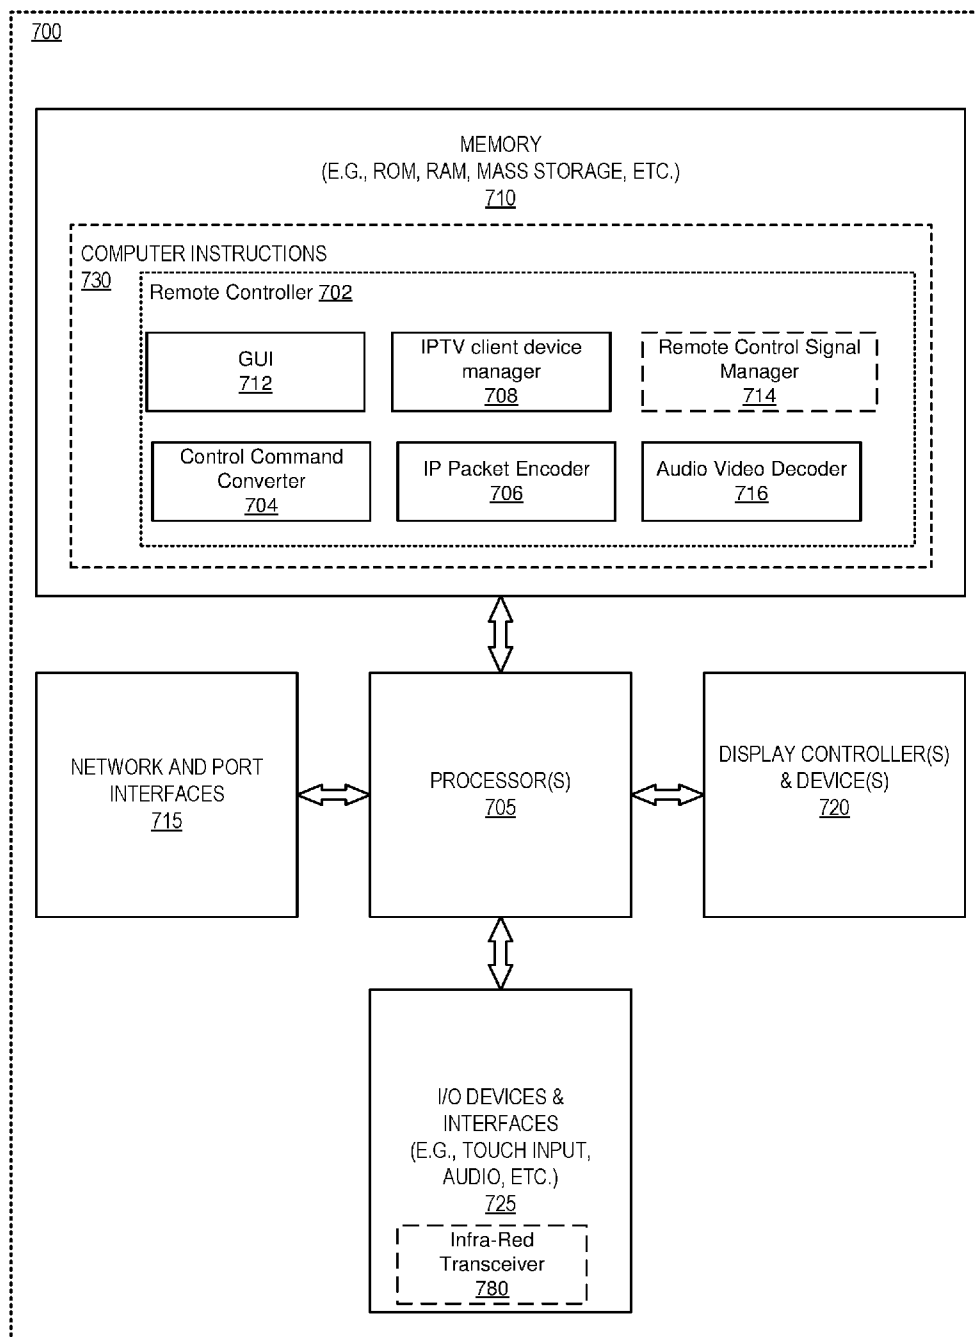 700
MEMORY
(E.G., ROM, RAM, MASS STORAGE, ETC.)
710
COMPUTER INSTRUCTIONS
730
Remote Controller 702
GUI
712
IPTV client device
manager
708
Remote Control Signal
Manager
714
Control Command
Converter
704
IP Packet Encoder
706
Audio Video Decoder
716
NETWORK AND PORT
INTERFACES
715
PROCESSOR(S)
705
DISPLAY CONTROLLER(S)
& DEVICE(S)
720
I/O DEVICES &
INTERFACES
(E.G., TOUCH INPUT,
AUDIO, ETC.)
725
Infra-Red
Transceiver
780